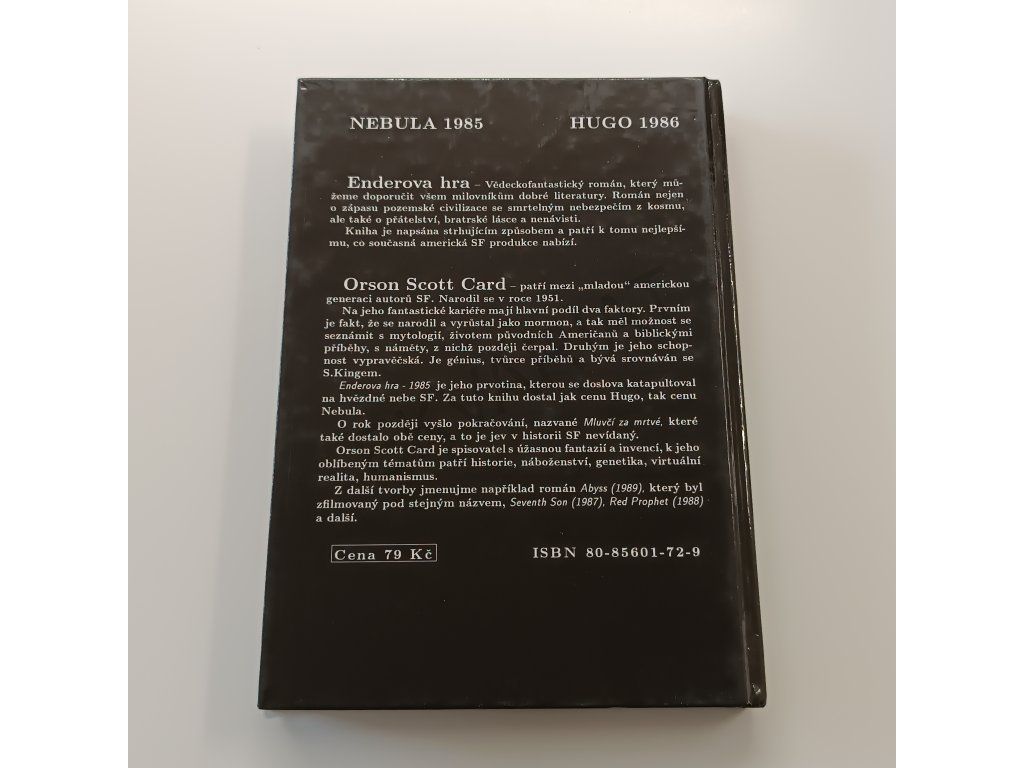 NEBULA 1985 HUGO 1986
Enderova hra – Vědeckofantastický román, který mů-
žeme doporučit všem milovníkům dobré literatury. Román nejen
o zápasu pozemské civilizace se smrtelným nebezpečím z kosmu,
ale také o přátelství, bratrské lásce a nenávisti.
Kniha je napsána strhujícím způsobem a patří k tomu nejlepší-
mu, co současná americká SF produkce nabízí.
Orson Scott Card – patří mezi „mladou“ americkou
generaci autorů SF. Narodil se v roce 1951.
Na jeho fantastické kariéře mají hlavní podíl dva faktory. Prvním
je fakt, že se narodil a vyrůstal jako mormon, a tak měl možnost se
seznámit s mytologií, životem původních Američanů a biblickými
příběhy, s náměty, z nichž později čerpal. Druhým je jeho schop-
nost vypravěčská. Je génius, tvůrce příběhů a bývá srovnáván se
S.Kingem.
Enderova hra - 1985 je jeho prvotina, kterou se doslova katapultoval
na hvězdné nebe SF. Za tuto knihu dostal jak cenu Hugo, tak cenu
Nebula.
O rok později vyšlo pokračování, nazvané Mluvčí za mrtvé, které
také dostalo obě ceny, a to je jev v historii SF nevídaný.
Orson Scott Card je spisovatel s úžasnou fantazií a invencí, k jeho
oblíbeným tématům patří historie, náboženství, genetika, virtuální
realita, humanismus.
Z další tvorby jmenujme například román Abyss (1989), který byl
zfilmovaný pod stejným názvem, Seventh Son (1987), Red Prophet (1988)
a další.
Cena 79 Kč ISBN 80-85601-72-9